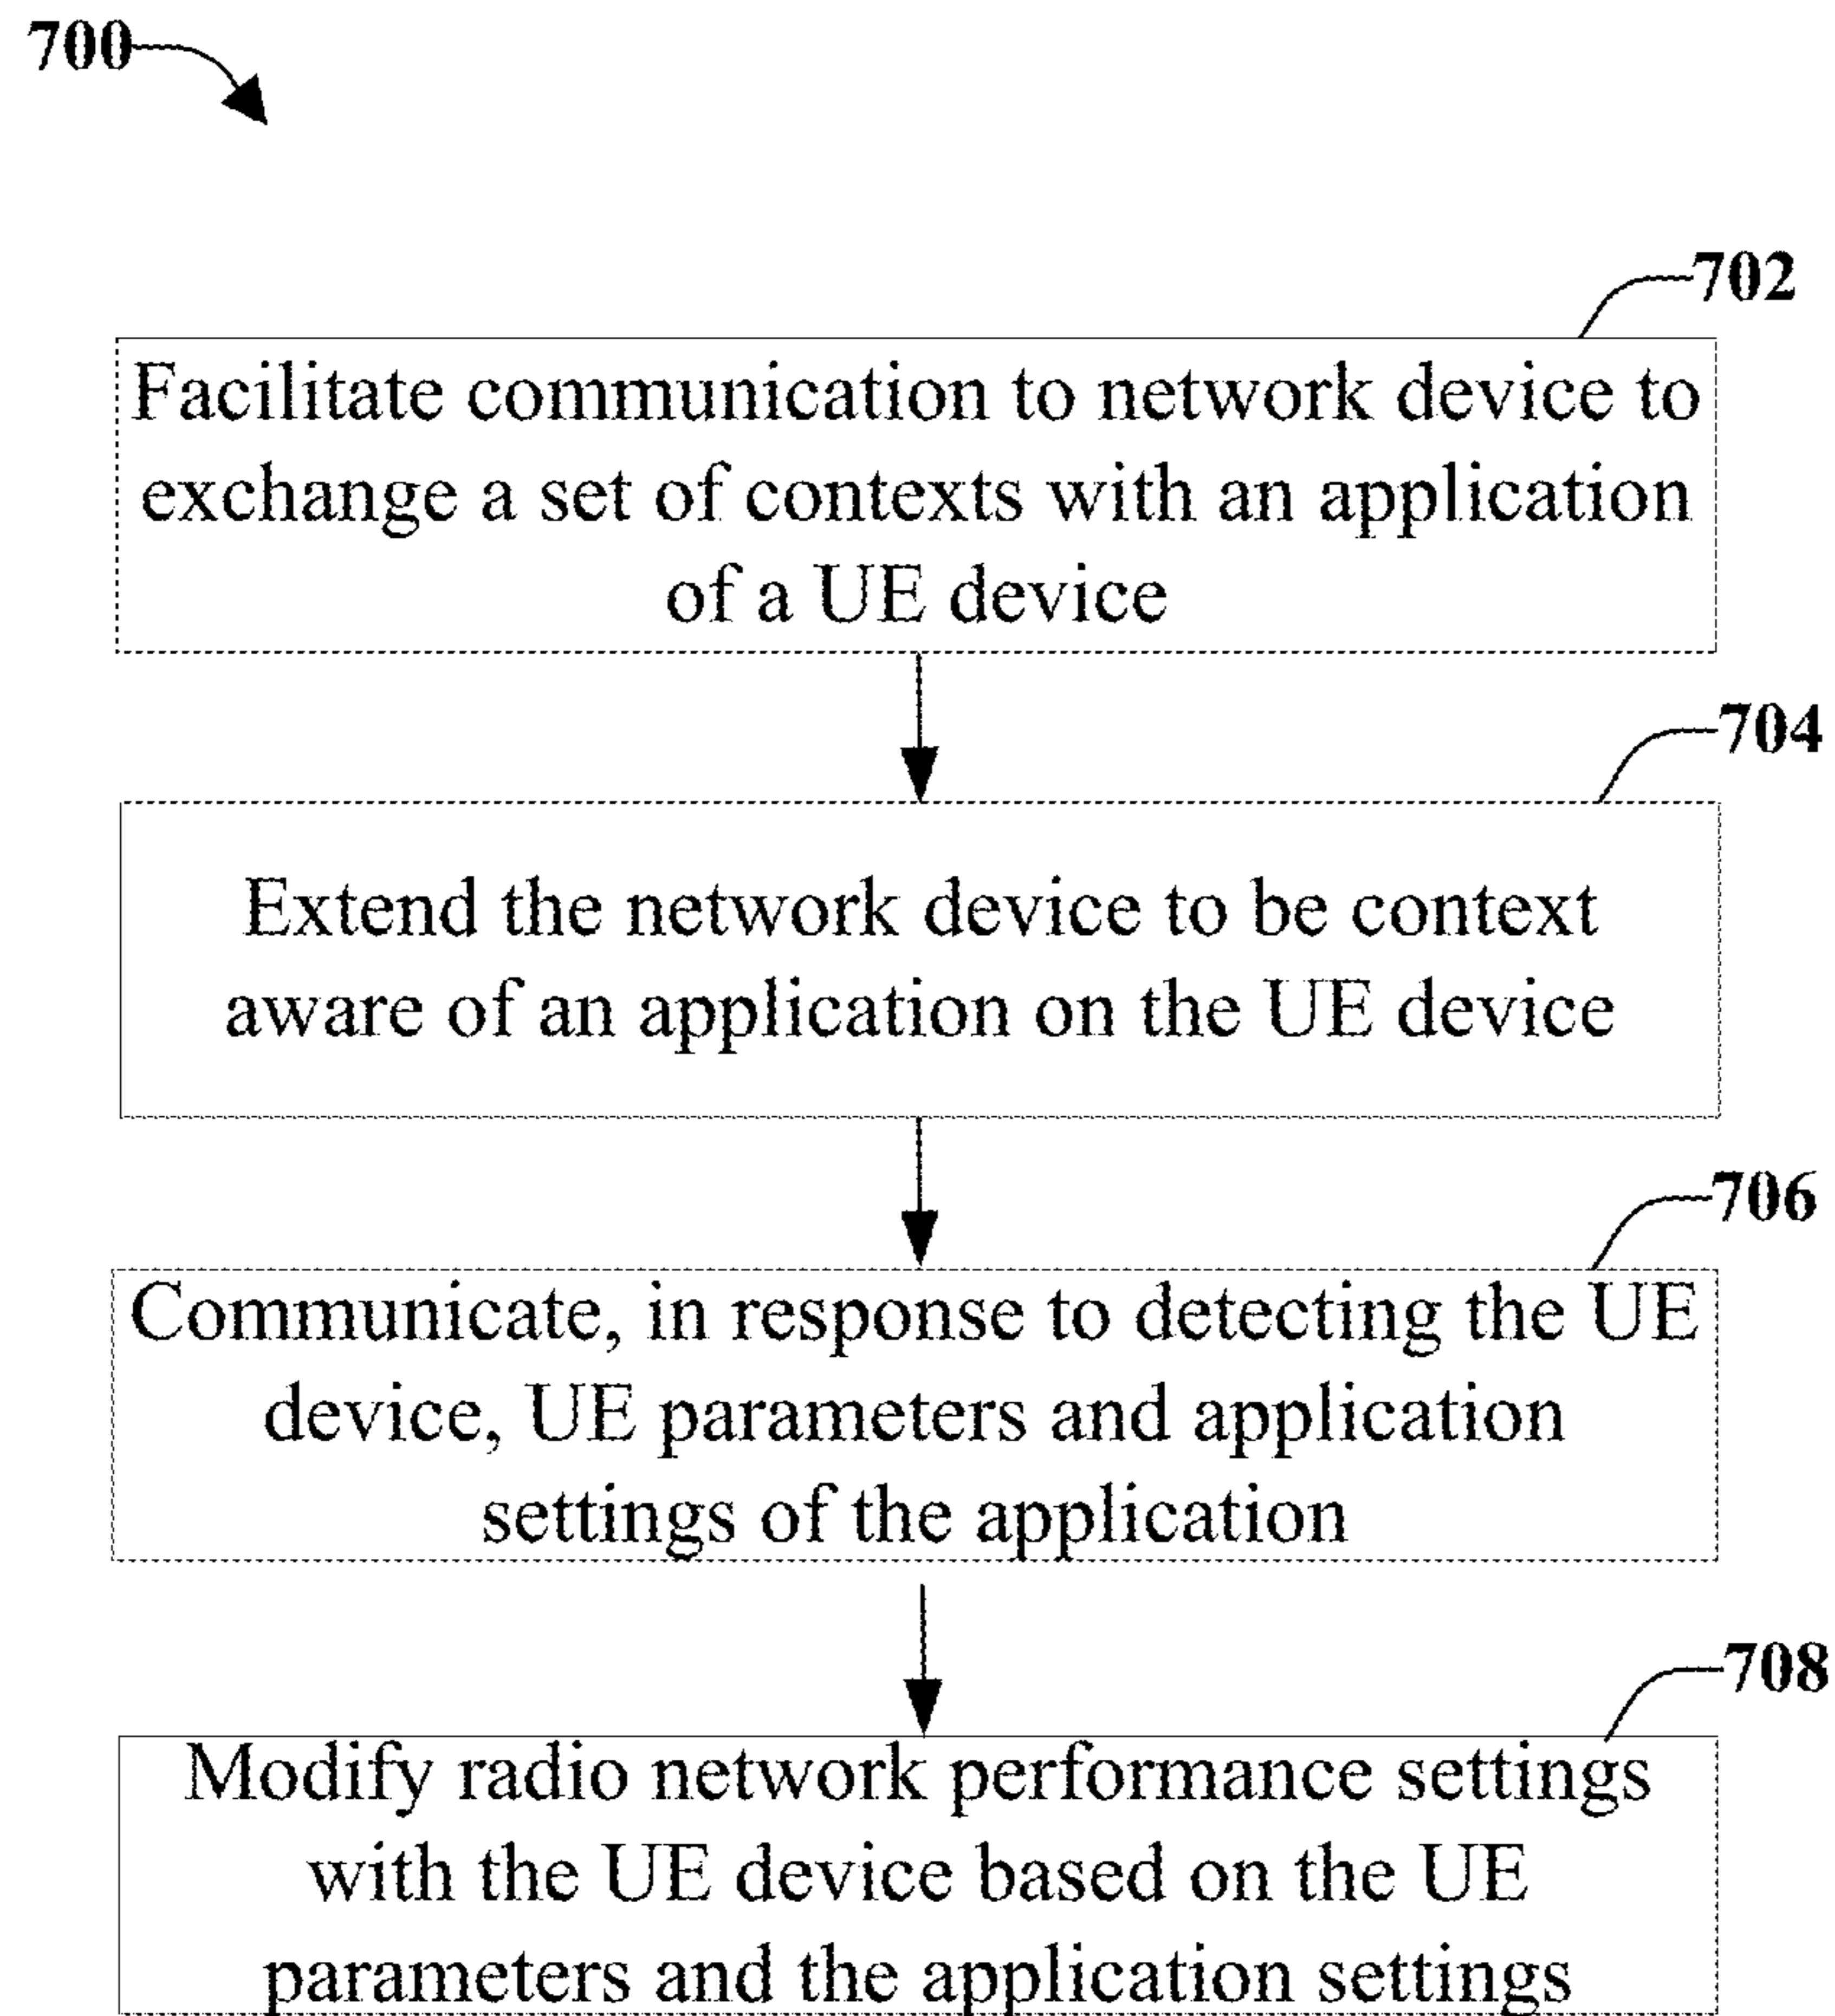 700
702
Facilitate communication to network device to
exchange a set of contexts with an application
of a UE device
704
Extend the network device to be context
aware of an application on the UE device
706
Communicate, in response to detecting the UE
device, UE parameters and application
settings of the application
708
Modify radio network performance settings
with the UE device based on the UE
parameters and the application settings